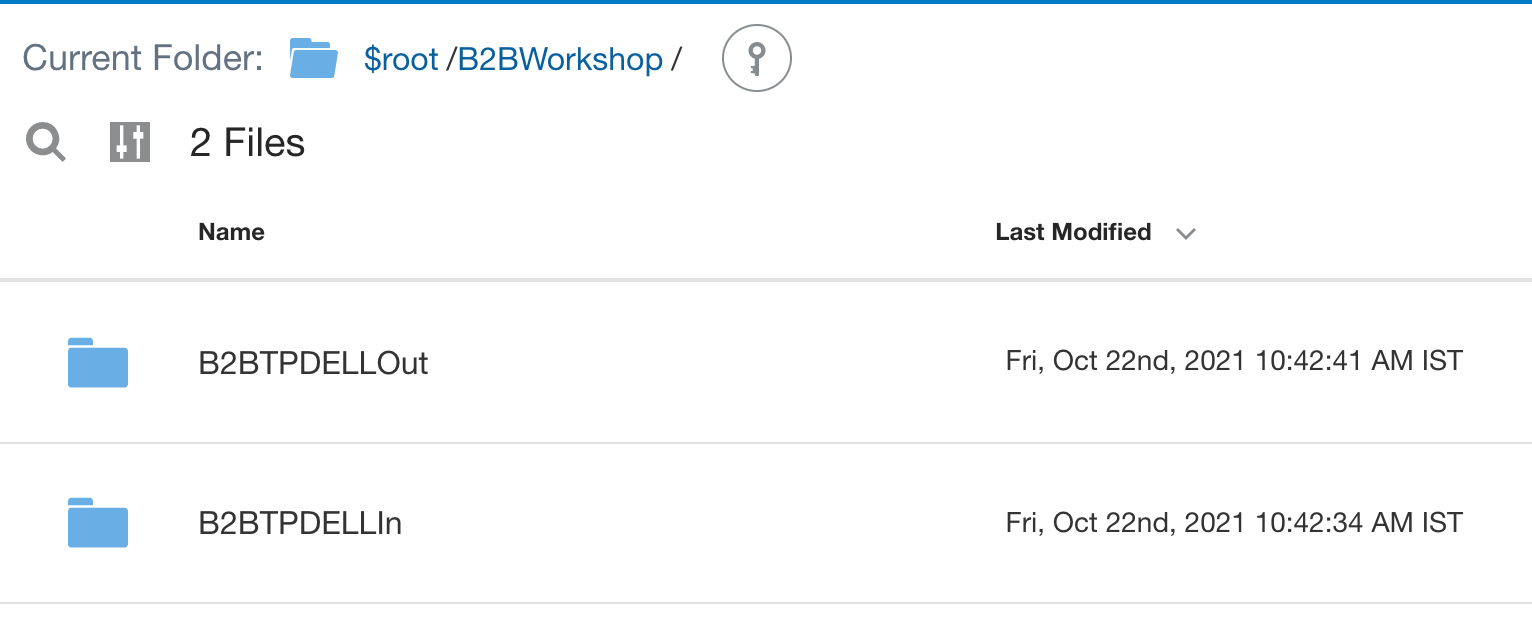 Current Folder: $root /B2BWorkshop /
2 Files
Name Last Modified
B2BTPDELLOut Fri, Oct 22nd, 2021 10:42:41 AM IST
B2BTPDELLIn Fri, Oct 22nd, 2021 10:42:34 AM IST